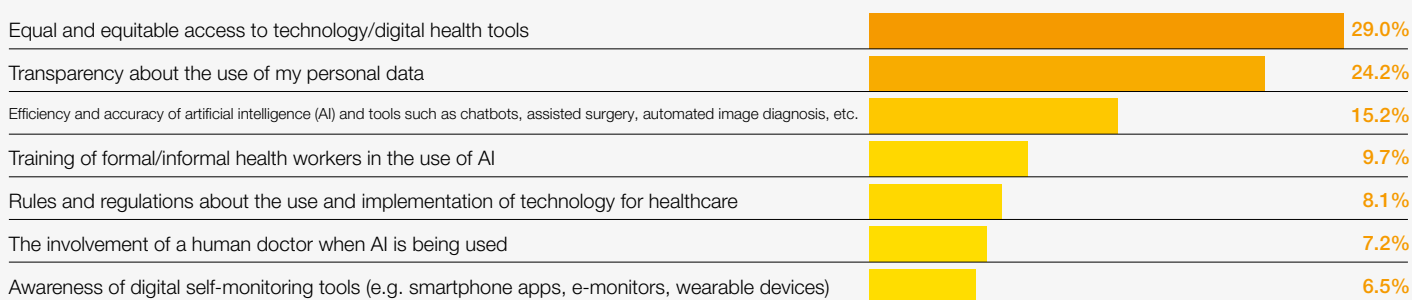 Equal and equitable access to technology/digital health tools 29.0%
Transparency about the use of my personal data 24.2%
Efficiency and accuracy of artificial intelligence (AI) and tools such as chatbots, assisted surgery, automated image diagnosis, etc. 15.2%
Training of formal/informal health workers in the use of AI 9.7%
Rules and regulations about the use and implementation of technology for healthcare 8.1%
The involvement of a human doctor when AI is being used 7.2%
Awareness of digital self-monitoring tools (e.g. smartphone apps, e-monitors, wearable devices) 6.5%